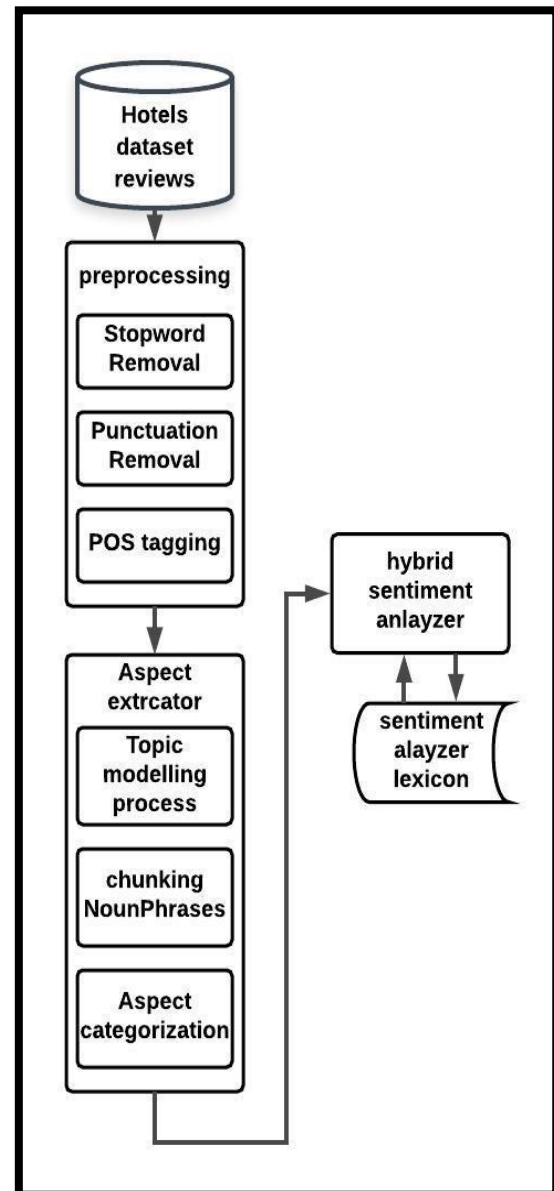 Hotels
dataset
reviews
preprocessing
Stopword
Removal
Punctuation
Removal
POS tagging
Aspect
extrcator
Topic
modelling
process
chunking
NounPhrases
Aspect
categorization
hybrid
sentiment
anlayzer
sentiment
alayzer
lexicon